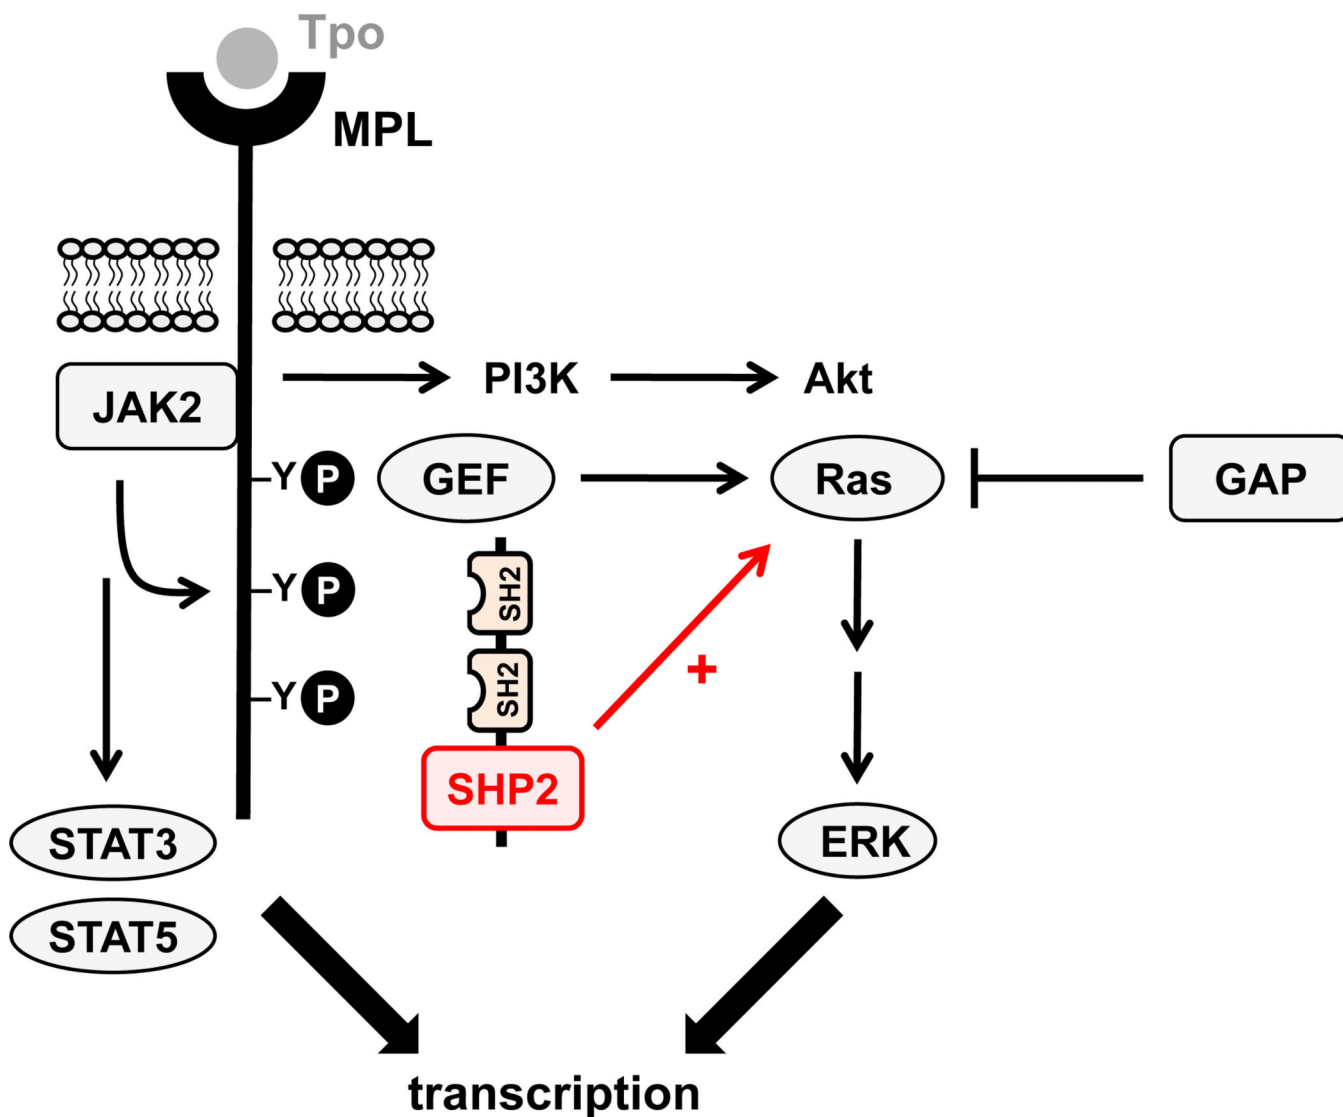 Tpo
MPL
JAK2
PI3K
Akt
Y P
GEF
Ras
GAP
Y P
SH2
+
Y P
SH2
SHP2
STAT3
ERK
STAT5
transcription